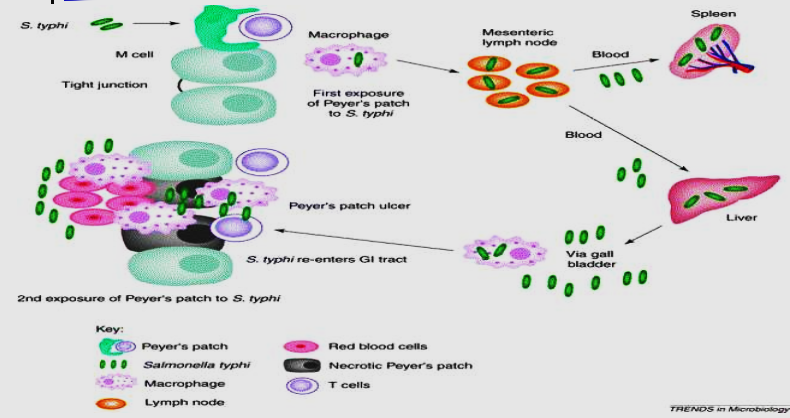 S. typhi
M cell
Tight junction
Macrophage
First exposure
of Peyer's patch
to S. typhi
Mesenteric
lymph node
Blood
Spleen
Blood
Liver
Via gall
bladder
Peyer's patch ulcer
S. typhi re-enters GI tract
2nd exposure of Peyer's patch to S. typhi
Key:
Peyer's patch
Salmonella typhi
Macrophage
Lymph node
Red blood cells
Necrotic Peyer's patch
T cells
TRENDS in Microbiology